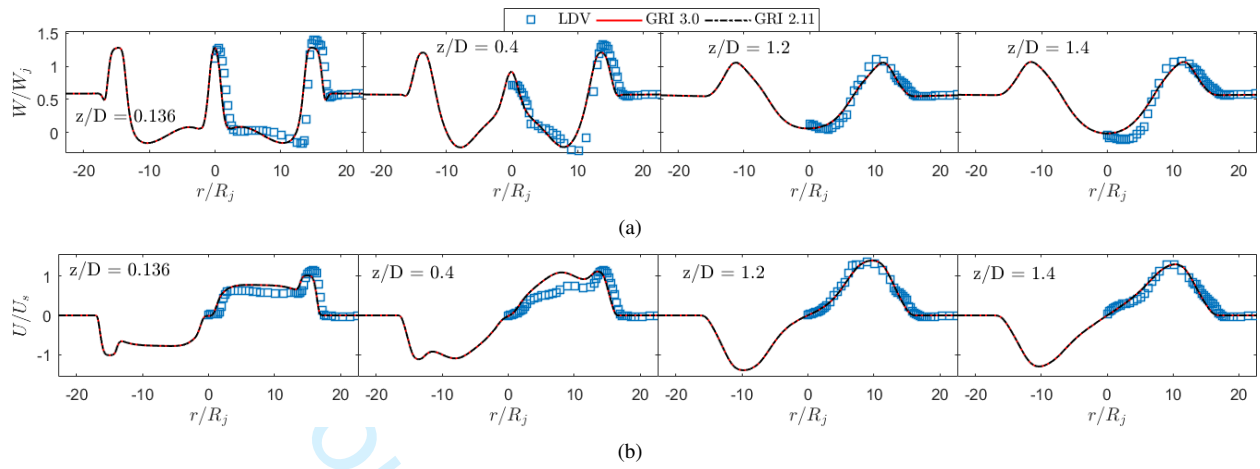 LDV GRI 3.0 GRI 2.11
1.5
1
0.5
0
W/W_j
z/D = 0.136
z/D = 0.4
z/D = 1.2
z/D = 1.4
-20 -10 0 10 20 -20 -10 0 10 20 -20 -10 0 10 20 -20 -10 0 10 20
r/R_j r/R_j r/R_j r/R_j
(a)
1
0
-1
U/U_s
z/D = 0.136
z/D = 0.4
z/D = 1.2
z/D = 1.4
-20 -10 0 10 20 -20 -10 0 10 20 -20 -10 0 10 20 -20 -10 0 10 20
r/R_j r/R_j r/R_j r/R_j
(b)